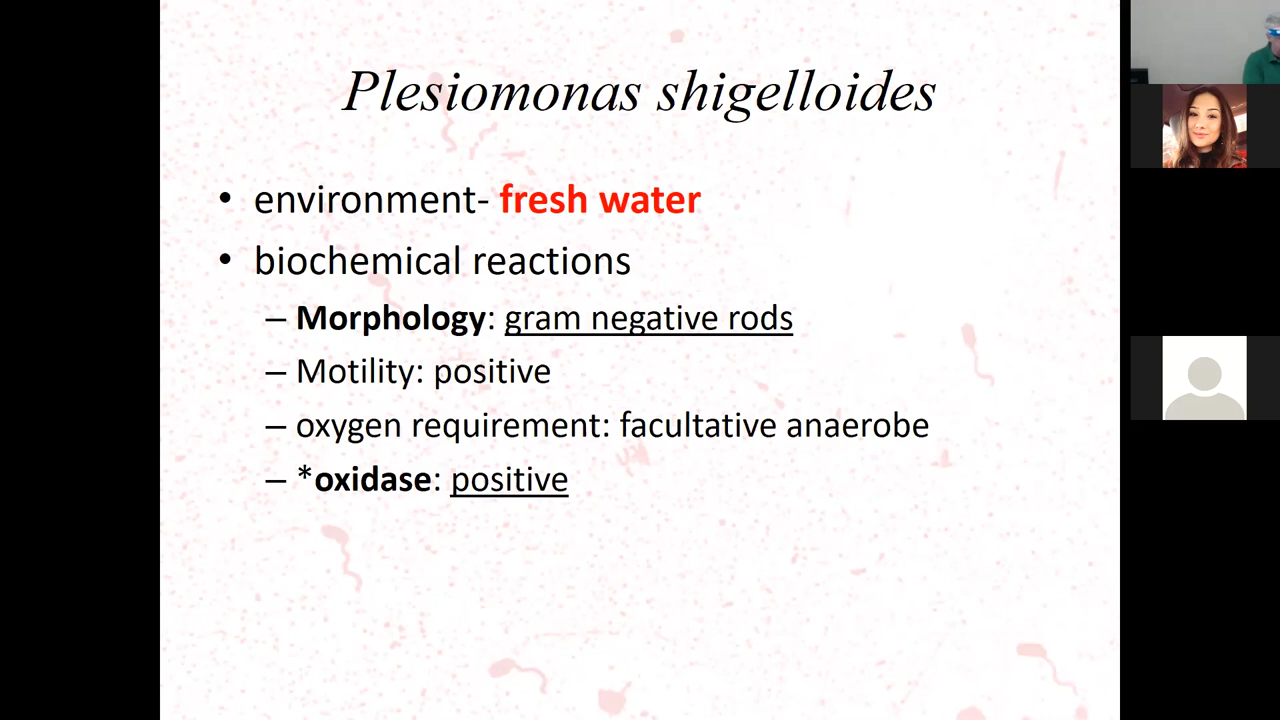 Plesiomonas shigelloides
• environment- fresh water
• biochemical reactions
– Morphology: gram negative rods
– Motility: positive
– oxygen requirement: facultative anaerobe
– *oxidase: positive